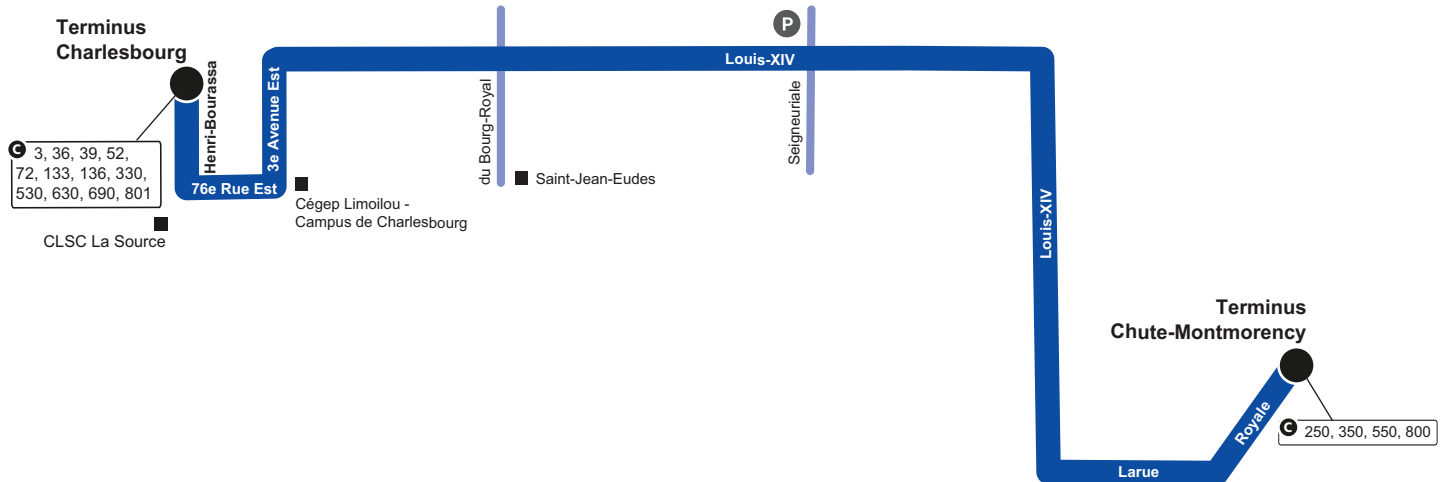 Terminus
Charlesbourg
P
Louis-XIV
Henri-Bourassa
3e Avenue Est
du Bourg-Royal
Seigneuriale
C 3, 36, 39, 52,
72, 133, 136, 330,
530, 630, 690, 801
76e Rue Est
Saint-Jean-Eudes
Cégep Limoilou -
Campus de Charlesbourg
CLSC La Source
Louis-XIV
Terminus
Chute-Montmorency
Royale
C 250, 350, 550, 800
Larue